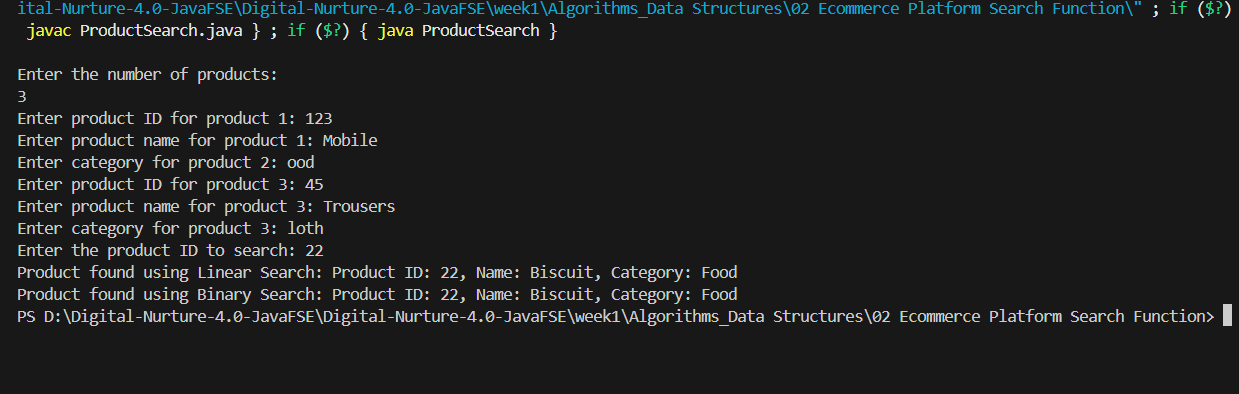 ital-Nurture-4.0-JavaFSE\Digital-Nurture-4.0-JavaFSE\week1\Algorithms_Data Structures\02 Ecommerce Platform Search Function\" ; if ($?)
javac ProductSearch.java } ; if ($?) { java ProductSearch }
Enter the number of products:
3
Enter product ID for product 1: 123
Enter product name for product 1: Mobile
Enter category for product 2: ood
Enter product ID for product 3: 45
Enter product name for product 3: Trousers
Enter category for product 3: loth
Enter the product ID to search: 22
Product found using Linear Search: Product ID: 22, Name: Biscuit, Category: Food
Product found using Binary Search: Product ID: 22, Name: Biscuit, Category: Food
PS D:\Digital-Nurture-4.0-JavaFSE\Digital-Nurture-4.0-JavaFSE\week1\Algorithms_Data Structures\02 Ecommerce Platform Search Function>